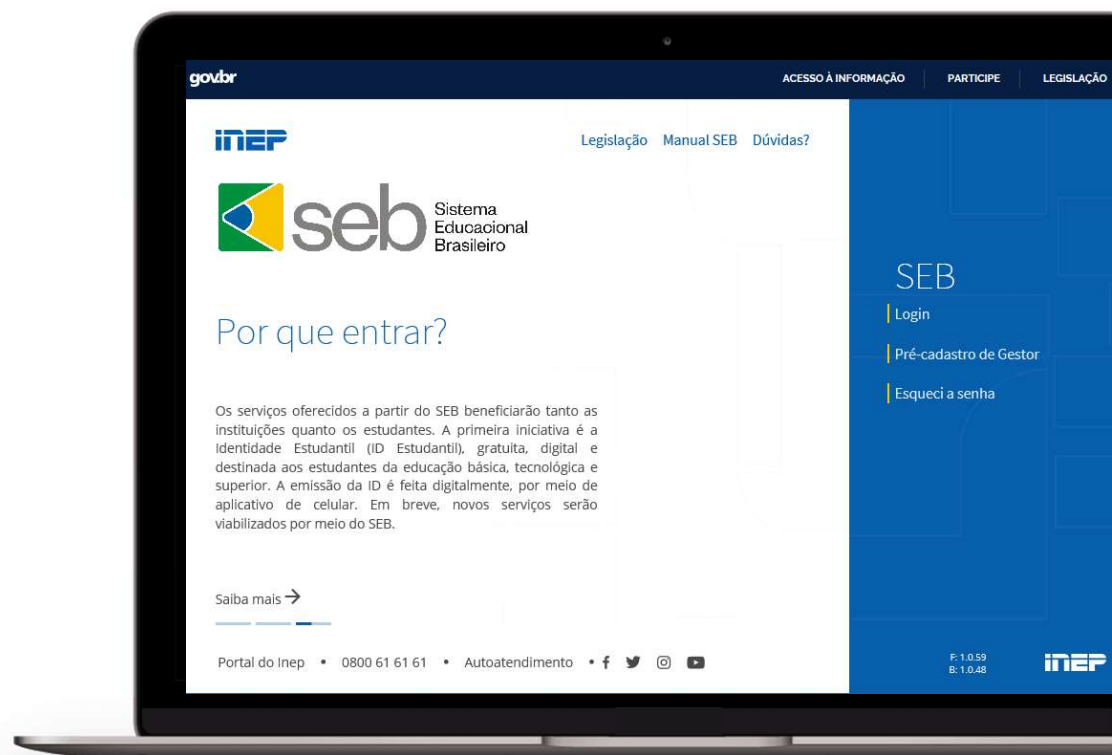 gov.br
ACESSO À INFORMAÇÃO
PARTICIPE
LEGISLAÇÃO
inep
Legislação
Manual SEB
Dúvidas?
seb
Sistema
Educacional
Brasileiro
Por que entrar?
Os serviços oferecidos a partir do SEB beneficiarão tanto as
instituições quanto os estudantes. A primeira iniciativa é a
Identidade Estudantil (ID Estudantil), gratuita, digital e
destinada aos estudantes da educação básica, tecnológica e
superior. A emissão da ID é feita digitalmente, por meio de
aplicativo de celular. Em breve, novos serviços serão
viabilizados por meio do SEB.
Saiba mais →
Portal do Inep • 0800 61 61 61 • Autoatendimento •
SEB
Login
Pré-cadastro de Gestor
Esqueci a senha
F: 1.0.59
B: 1.0.48
inep